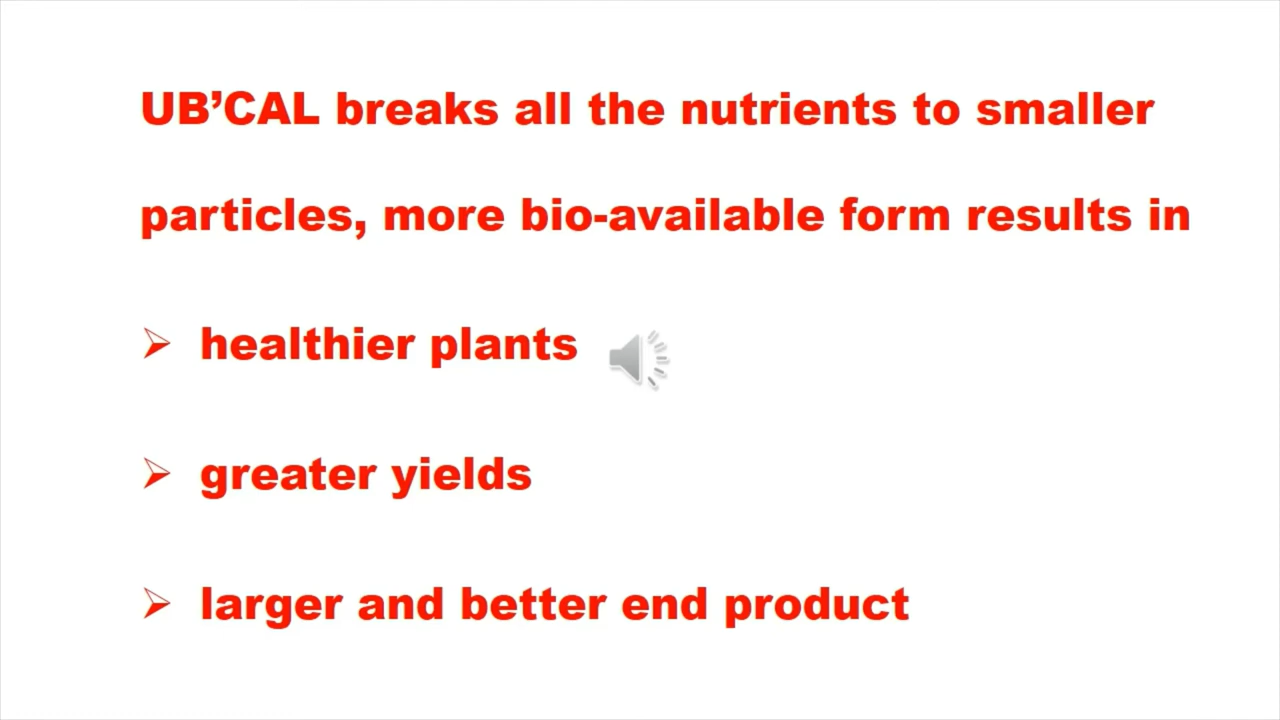 UB’CAL breaks all the nutrients to smaller
particles, more bio-available form results in
➢ healthier plants
➢ greater yields
➢ larger and better end product